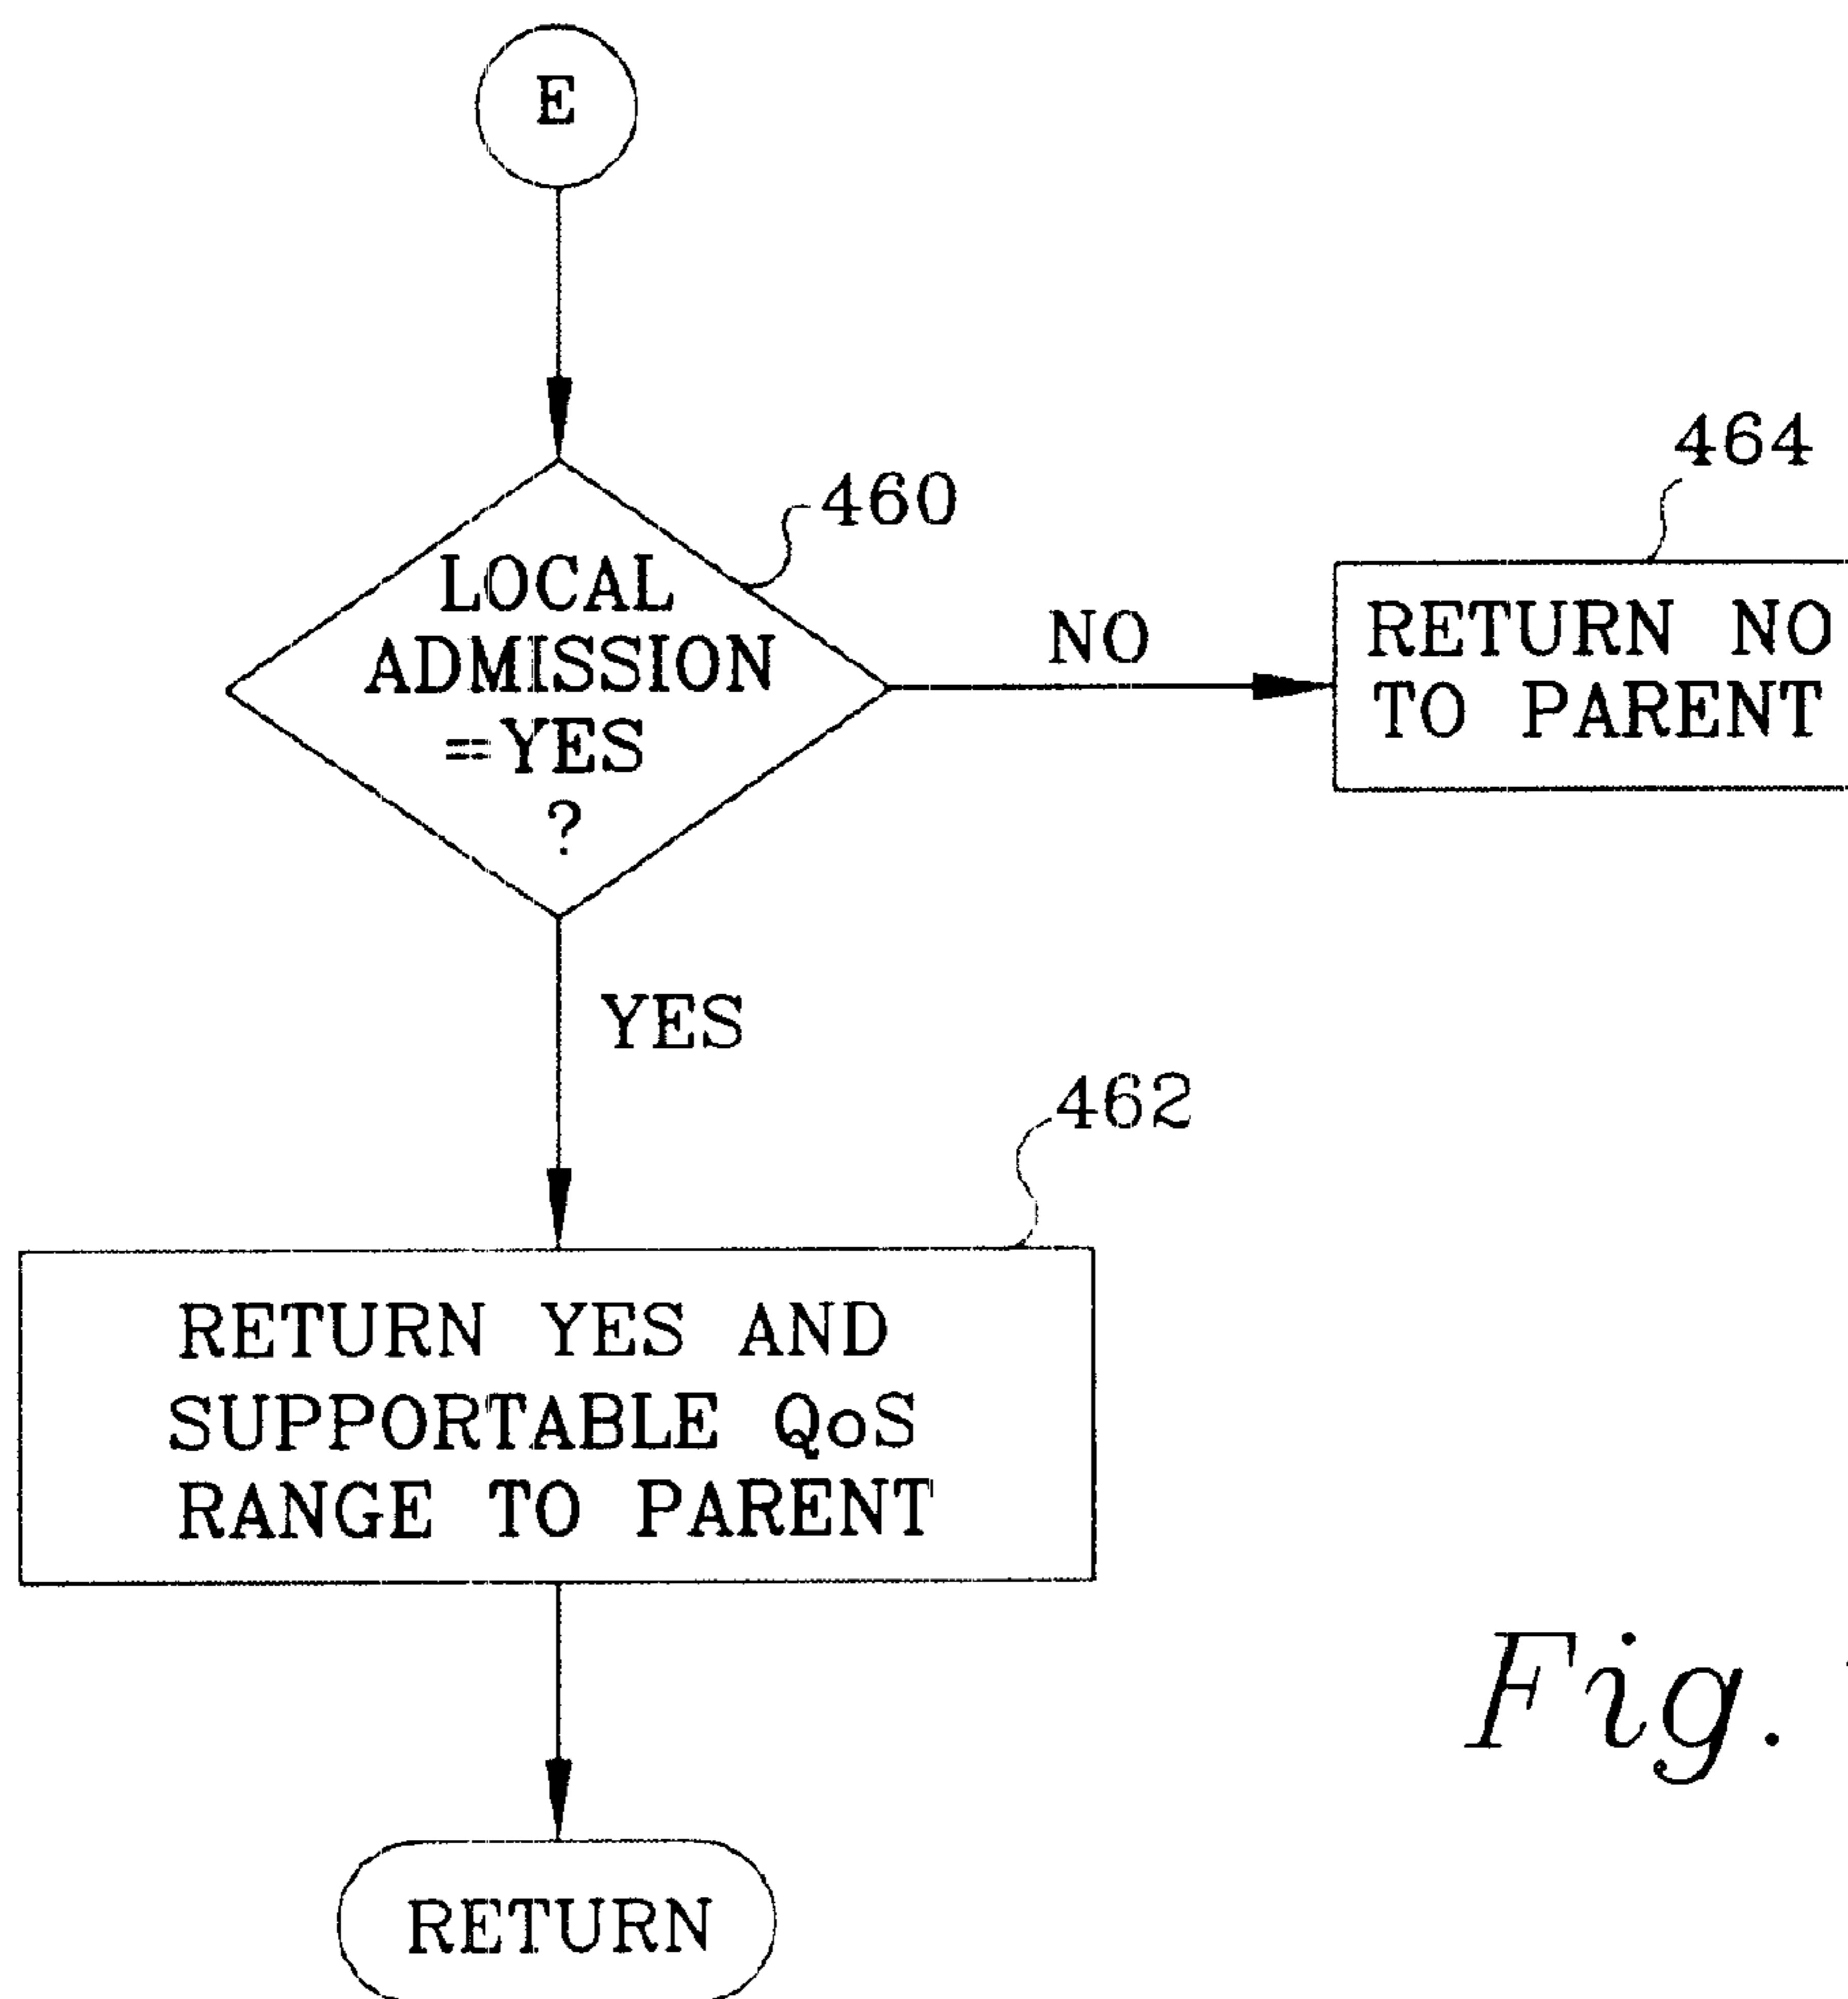 E
460
LOCAL
ADMISSION
=YES
?
NO
464
RETURN NO
TO PARENT
YES
462
RETURN YES AND
SUPPORTABLE QoS
RANGE TO PARENT
RETURN
Fig.